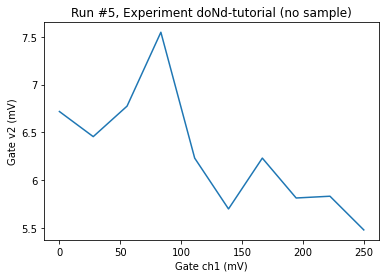 Run #5, Experiment doNd-tutorial (no sample)
Gate v2 (mV)
7.5
7
6.5
6
5.5
0 50 100 150 200 250
Gate ch1 (mV)